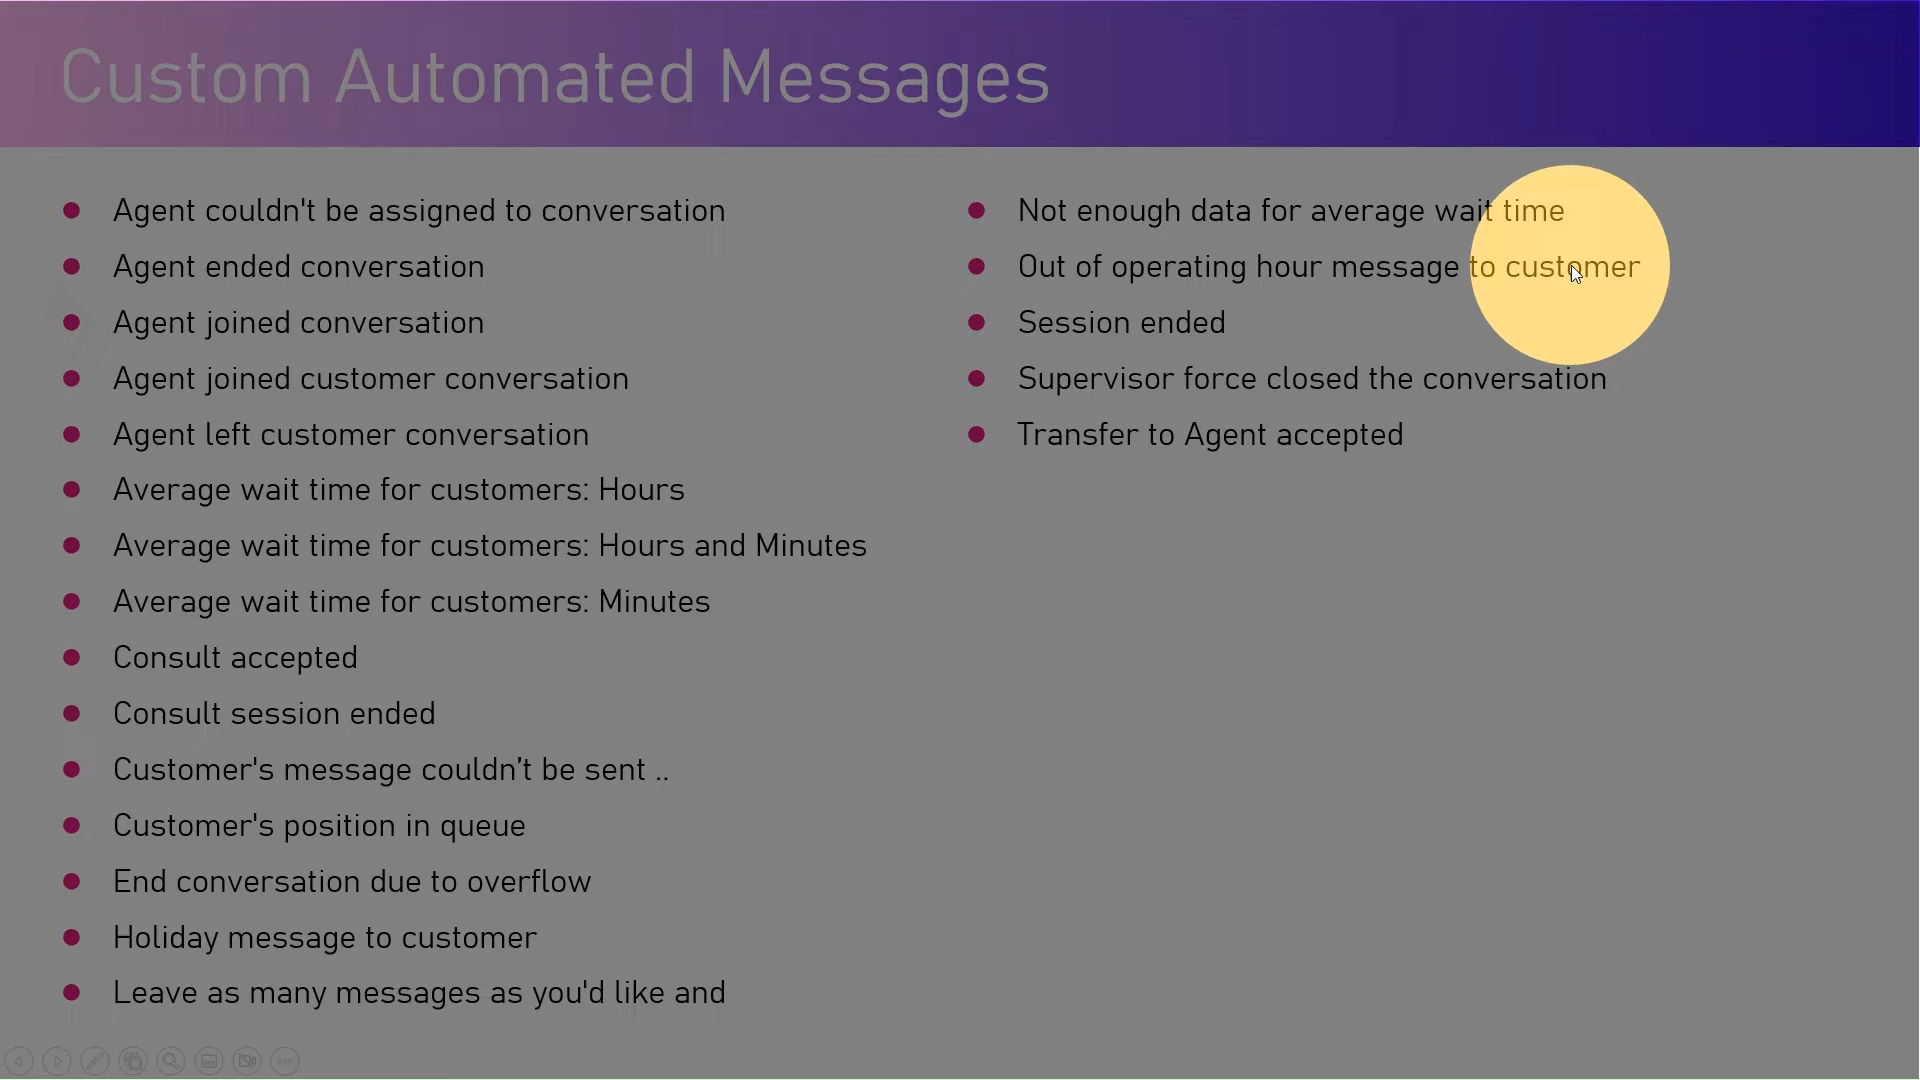 Custom Automated Messages
Agent couldn't be assigned to conversation
Agent ended conversation
Agent joined conversation
Agent joined customer conversation
Agent left customer conversation
Average wait time for customers: Hours
Average wait time for customers: Hours and Minutes
Average wait time for customers: Minutes
Consult accepted
Consult session ended
Customer's message couldn’t be sent ..
Customer's position in queue
End conversation due to overflow
Holiday message to customer
Leave as many messages as you'd like and
Not enough data for average wait time
Out of operating hour message to customer
Session ended
Supervisor force closed the conversation
Transfer to Agent accepted